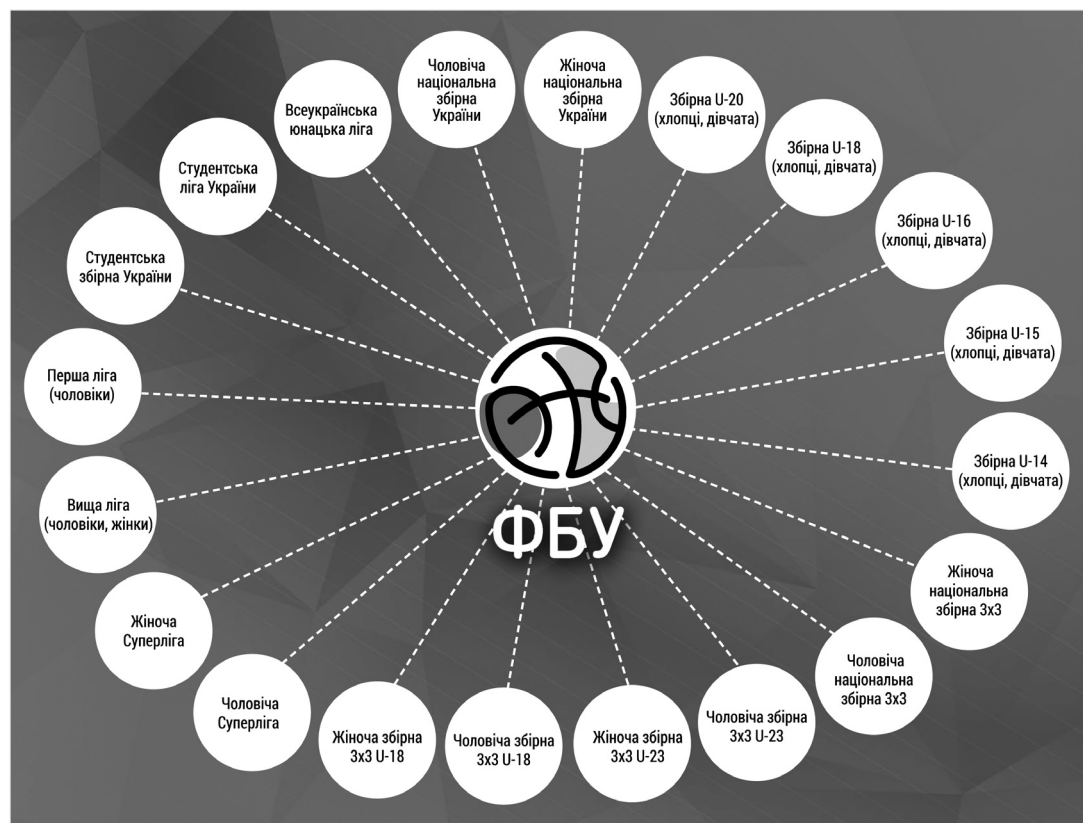 Чоловіча
національна
збірна
України
Жіноча
національна
збірна
України
Збірна U-20
(хлопці, дівчата)
Збірна U-18
(хлопці, дівчата)
Збірна U-16
(хлопці, дівчата)
Збірна U-15
(хлопці, дівчата)
Збірна U-14
(хлопці, дівчата)
Жіноча
національна
збірна 3х3
Чоловіча
національна
збірна 3х3
Чоловіча збірна
3х3 U-23
Жіноча збірна
3х3 U-23
Чоловіча збірна
3х3 U-18
Жіноча збірна
3х3 U-18
Чоловіча
Суперліга
Жіноча
Суперліга
Вища ліга
(чоловіки, жінки)
Перша ліга
(чоловіки)
Студентська
збірна України
Студентська
ліга України
Всеукраїнська
юнацька ліга
ФБУ